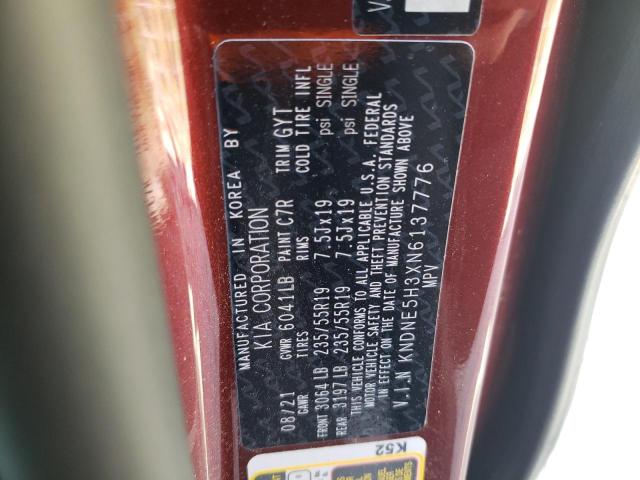 MANUFACTURED IN KOREA BY
KIA CORPORATION
08/21 GVWR 6041LB PAINT C7R TRIM GYT
GAWR TIRES RIMS COLD TIRE INFL
FRONT 3064LB 235/55R19 7.5Jx19 psi SINGLE
REAR 3197LB 235/55R19 7.5Jx19 psi SINGLE
THIS VEHICLE CONFORMS TO ALL APPLICABLE U.S.A. FEDERAL
MOTOR VEHICLE SAFETY AND THEFT PREVENTION STANDARDS
IN EFFECT ON THE DATE OF MANUFACTURE SHOWN ABOVE
V.I.N KNDNE5H3XN6137776
MPV
K52